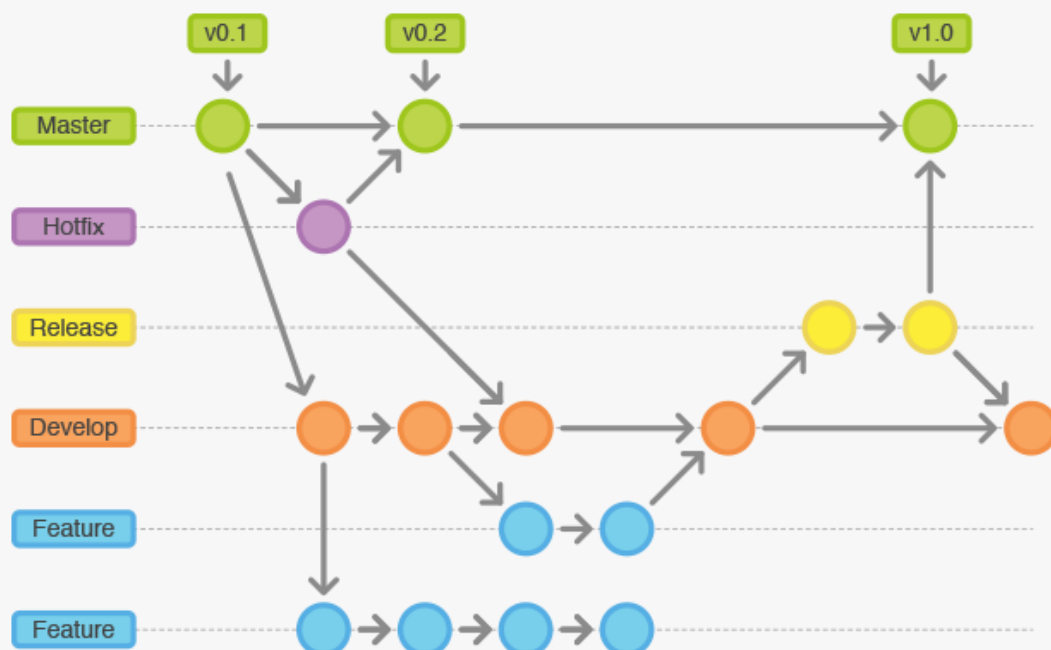 v0.1
v0.2
v1.0
Master
Hotfix
Release
Develop
Feature
Feature